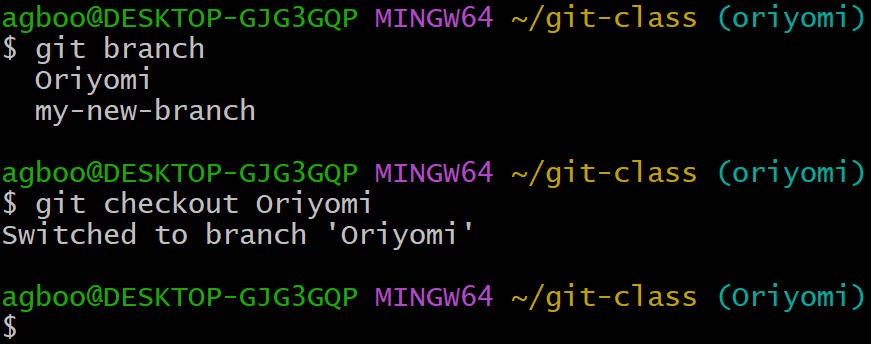 agboo@DESKTOP-GJG3GQP MINGW64 ~/git-class (oriyomi)
$ git branch
  Oriyomi
  my-new-branch

agboo@DESKTOP-GJG3GQP MINGW64 ~/git-class (oriyomi)
$ git checkout Oriyomi
Switched to branch 'Oriyomi'

agboo@DESKTOP-GJG3GQP MINGW64 ~/git-class (Oriyomi)
$